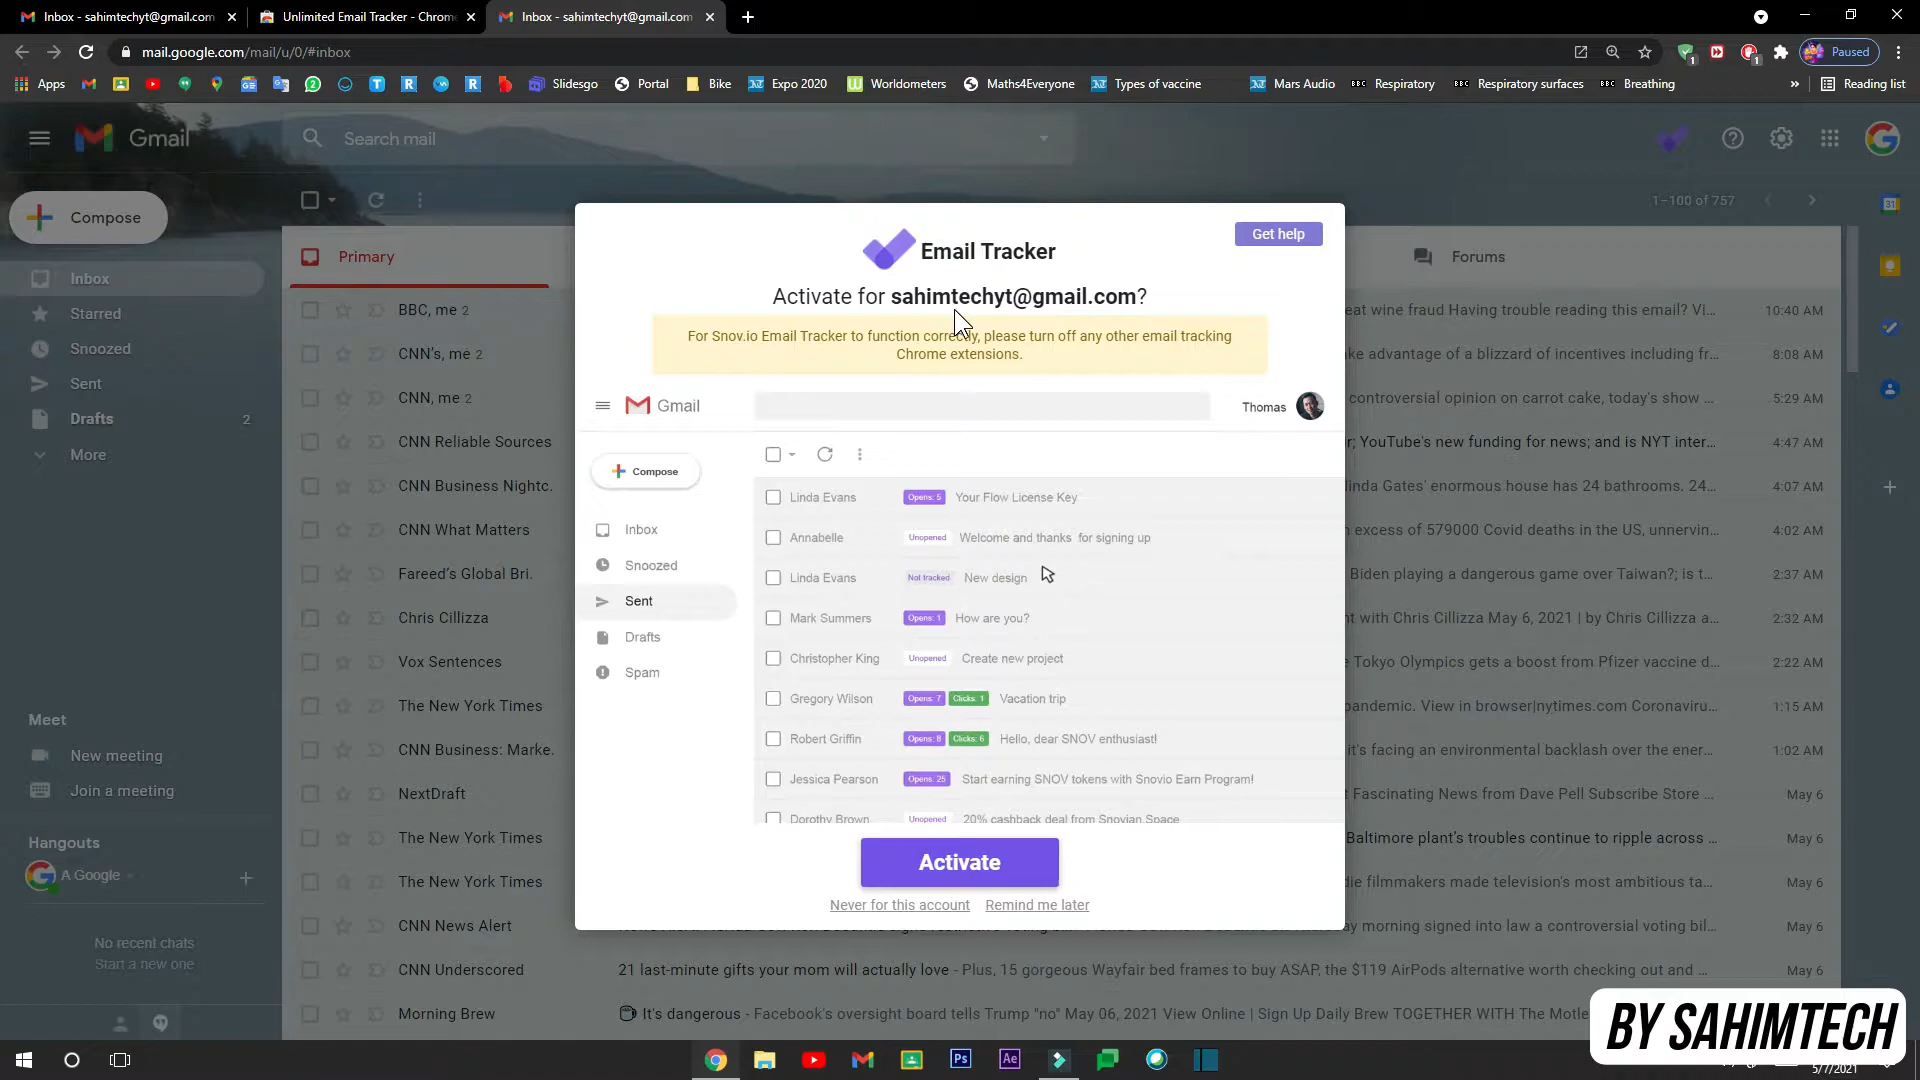 Inbox - sahimtechyt@gmail.com
Unlimited Email Tracker - Chrome
Inbox - sahimtechyt@gmail.com
mail.google.com/mail/u/0/#inbox
Paused
Apps
Slidesgo
Portal
Bike
Expo 2020
Worldometers
Maths4Everyone
Types of vaccine
Mars Audio
Respiratory
Respiratory surfaces
Breathing
Reading list
Gmail
Search mail
Compose
1–100 of 757
Primary
Forums
Inbox
Starred
Snoozed
Sent
Drafts 2
More
Meet
New meeting
Join a meeting
Hangouts
A Google
No recent chats
Start a new one
Email Tracker
Get help
Activate for sahimtechyt@gmail.com?
For Snov.io Email Tracker to function correctly, please turn off any other email tracking
Chrome extensions.
Gmail
Thomas
Compose
Inbox
Snoozed
Sent
Drafts
Spam
Linda Evans Opens: 5 Your Flow License Key
Annabelle Unopened Welcome and thanks for signing up
Linda Evans Not tracked New design
Mark Summers Opens: 1 How are you?
Christopher King Unopened Create new project
Gregory Wilson Opens: 7 Clicks: 1 Vacation trip
Robert Griffin Opens: 8 Clicks: 6 Hello, dear SNOV enthusiast!
Jessica Pearson Opens: 25 Start earning SNOV tokens with Snovio Earn Program!
Dorothy Brown Unopened 20% cashback deal from Snovian.Space
Activate
Never for this account Remind me later
BBC, me 2 eat wine fraud Having trouble reading this email? VI... 10:40 AM
CNN's, me 2 ke advantage of a blizzard of incentives including fr... 8:08 AM
CNN, me 2 controversial opinion on carrot cake, today's show ... 5:29 AM
CNN Reliable Sources r; YouTube's new funding for news; and is NYT inter... 4:47 AM
CNN Business Nightc. linda Gates' enormous house has 24 bathrooms. 24... 4:07 AM
CNN What Matters excess of 579000 Covid deaths in the US, unnervin... 4:02 AM
Fareed's Global Bri. Biden playing a dangerous game over Taiwan?; is t... 2:37 AM
Chris Cillizza nt with Chris Cillizza May 6, 2021 | by Chris Cillizza a... 2:32 AM
Vox Sentences e Tokyo Olympics gets a boost from Pfizer vaccine d... 2:22 AM
The New York Times pandemic. View in browser|nytimes.com Coronaviru... 1:15 AM
CNN Business: Marke. it's facing an environmental backlash over the ener... 1:02 AM
NextDraft t Fascinating News from Dave Pell Subscribe Store ... May 6
The New York Times Baltimore plant's troubles continue to ripple across ... May 6
The New York Times die filmmakers made television's most ambitious ta... May 6
CNN News Alert ay morning signed into law a controversial voting bil... May 6
CNN Underscored 21 last-minute gifts your mom will actually love - Plus, 15 gorgeous Wayfair bed frames to buy ASAP, the $119 AirPods alternative worth checking out and ... May 6
Morning Brew It's dangerous - Facebook's oversight board tells Trump "no" May 06, 2021 View Online | Sign Up Daily Brew TOGETHER WITH The Motle
BY SAHIMTECH
5/7/2021